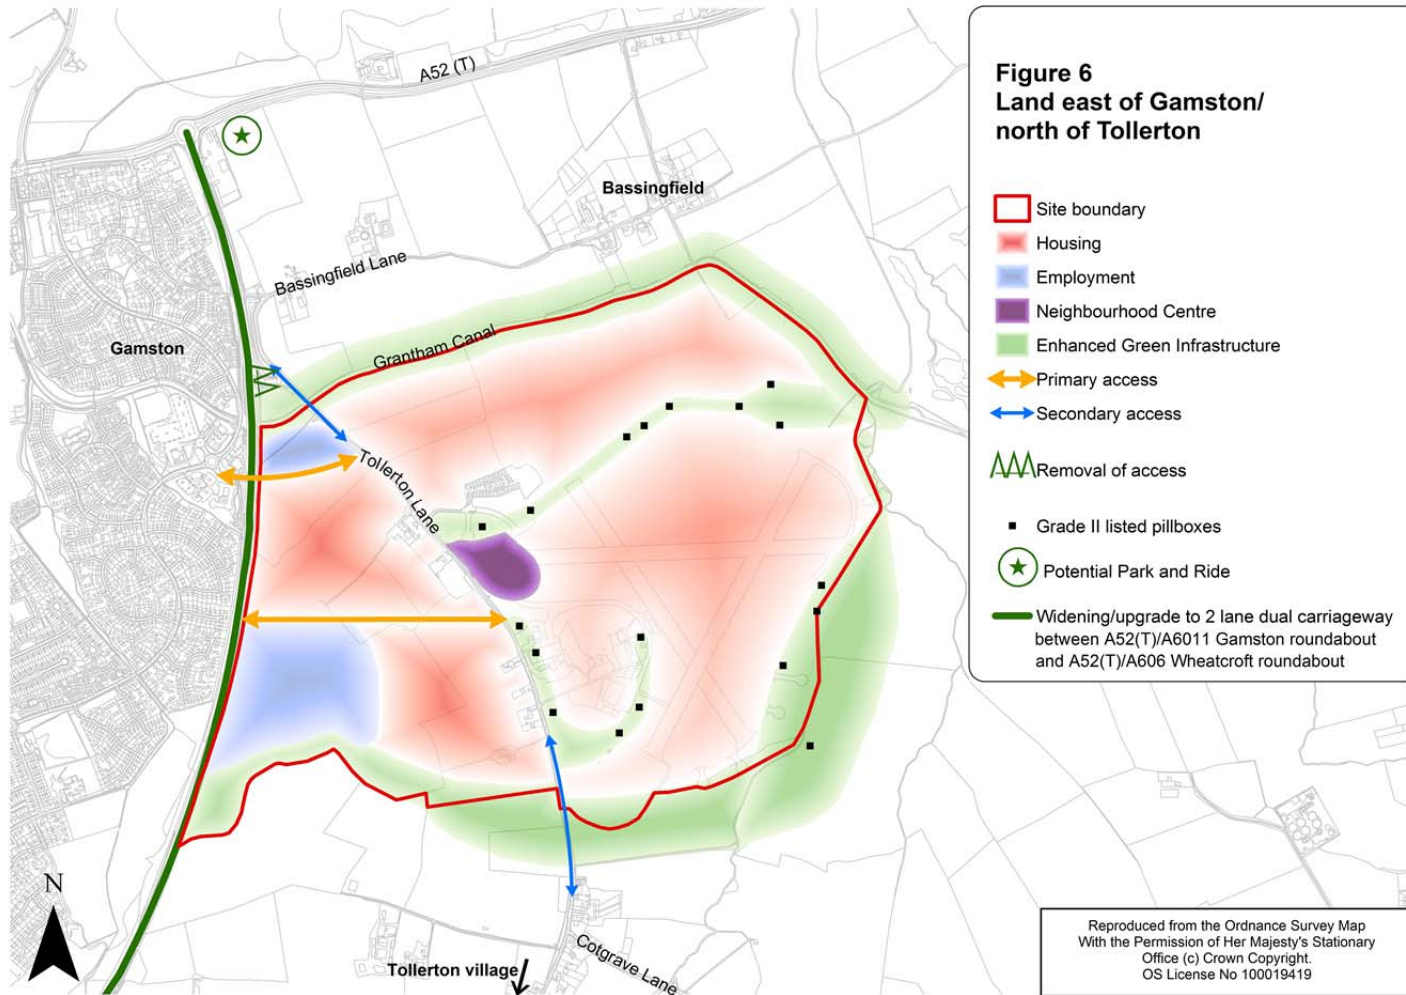 Figure 6
Land east of Gamston/
north of Tollerton
Site boundary
Housing
Employment
Neighbourhood Centre
Enhanced Green Infrastructure
Primary access
Secondary access
Removal of access
Grade II listed pillboxes
Potential Park and Ride
Widening/upgrade to 2 lane dual carriageway
between A52(T)/A6011 Gamston roundabout
and A52(T)/A606 Wheatcroft roundabout
A52 (T)
Bassingfield
Bassingfield Lane
Gamston
Grantham Canal
Tollerton Lane
N
Tollerton village
Cotgrave Lane
Reproduced from the Ordnance Survey Map
With the Permission of Her Majesty's Stationary
Office (c) Crown Copyright.
OS License No 100019419